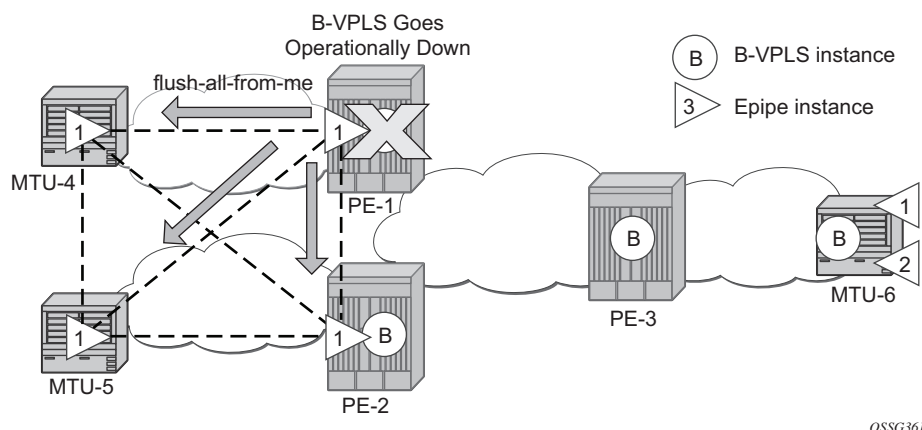 B-VPLS Goes
Operationally Down
flush-all-from-me
B
B-VPLS instance
3
Epipe instance
1
1
MTU-4
PE-1
1
B
B
2
MTU-6
PE-3
1
1
B
MTU-5
PE-2